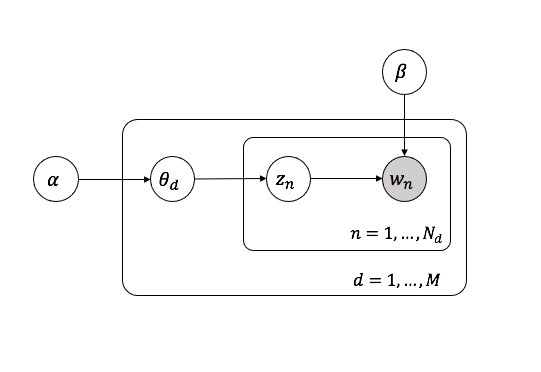 β
α
θ_d
z_n
w_n
n = 1, ..., N_d
d = 1, ..., M